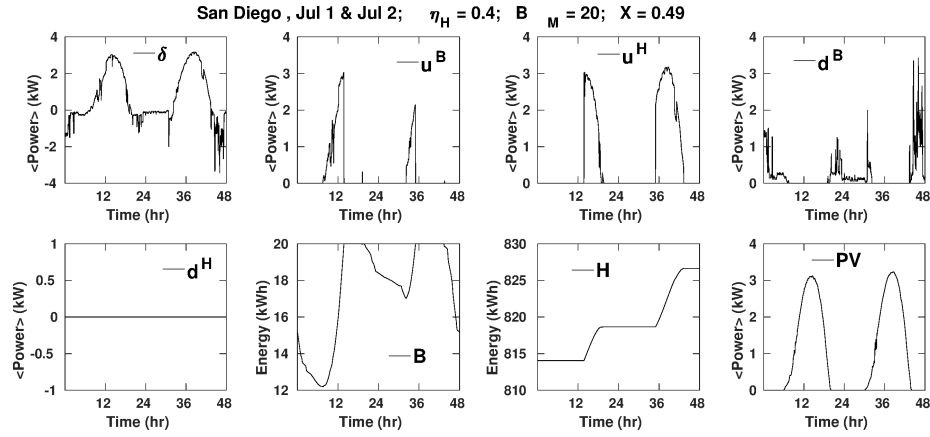 San Diego , Jul 1 & Jul 2; η_H = 0.4; B_M = 20; X = 0.49
4
2
0
-2
-4
<Power> (kW)
δ
12 24 36 48
Time (hr)
4
3
2
1
0
<Power> (kW)
u^B
12 24 36 48
Time (hr)
4
3
2
1
0
<Power> (kW)
u^H
12 24 36 48
Time (hr)
4
3
2
1
0
<Power> (kW)
d^B
12 24 36 48
Time (hr)
1
0.5
0
-0.5
-1
<Power> (kW)
d^H
12 24 36 48
Time (hr)
20
18
16
14
12
Energy (kWh)
B
12 24 36 48
Time (hr)
830
825
820
815
810
Energy (kWh)
H
12 24 36 48
Time (hr)
4
3
2
1
0
<Power> (kW)
PV
12 24 36 48
Time (hr)